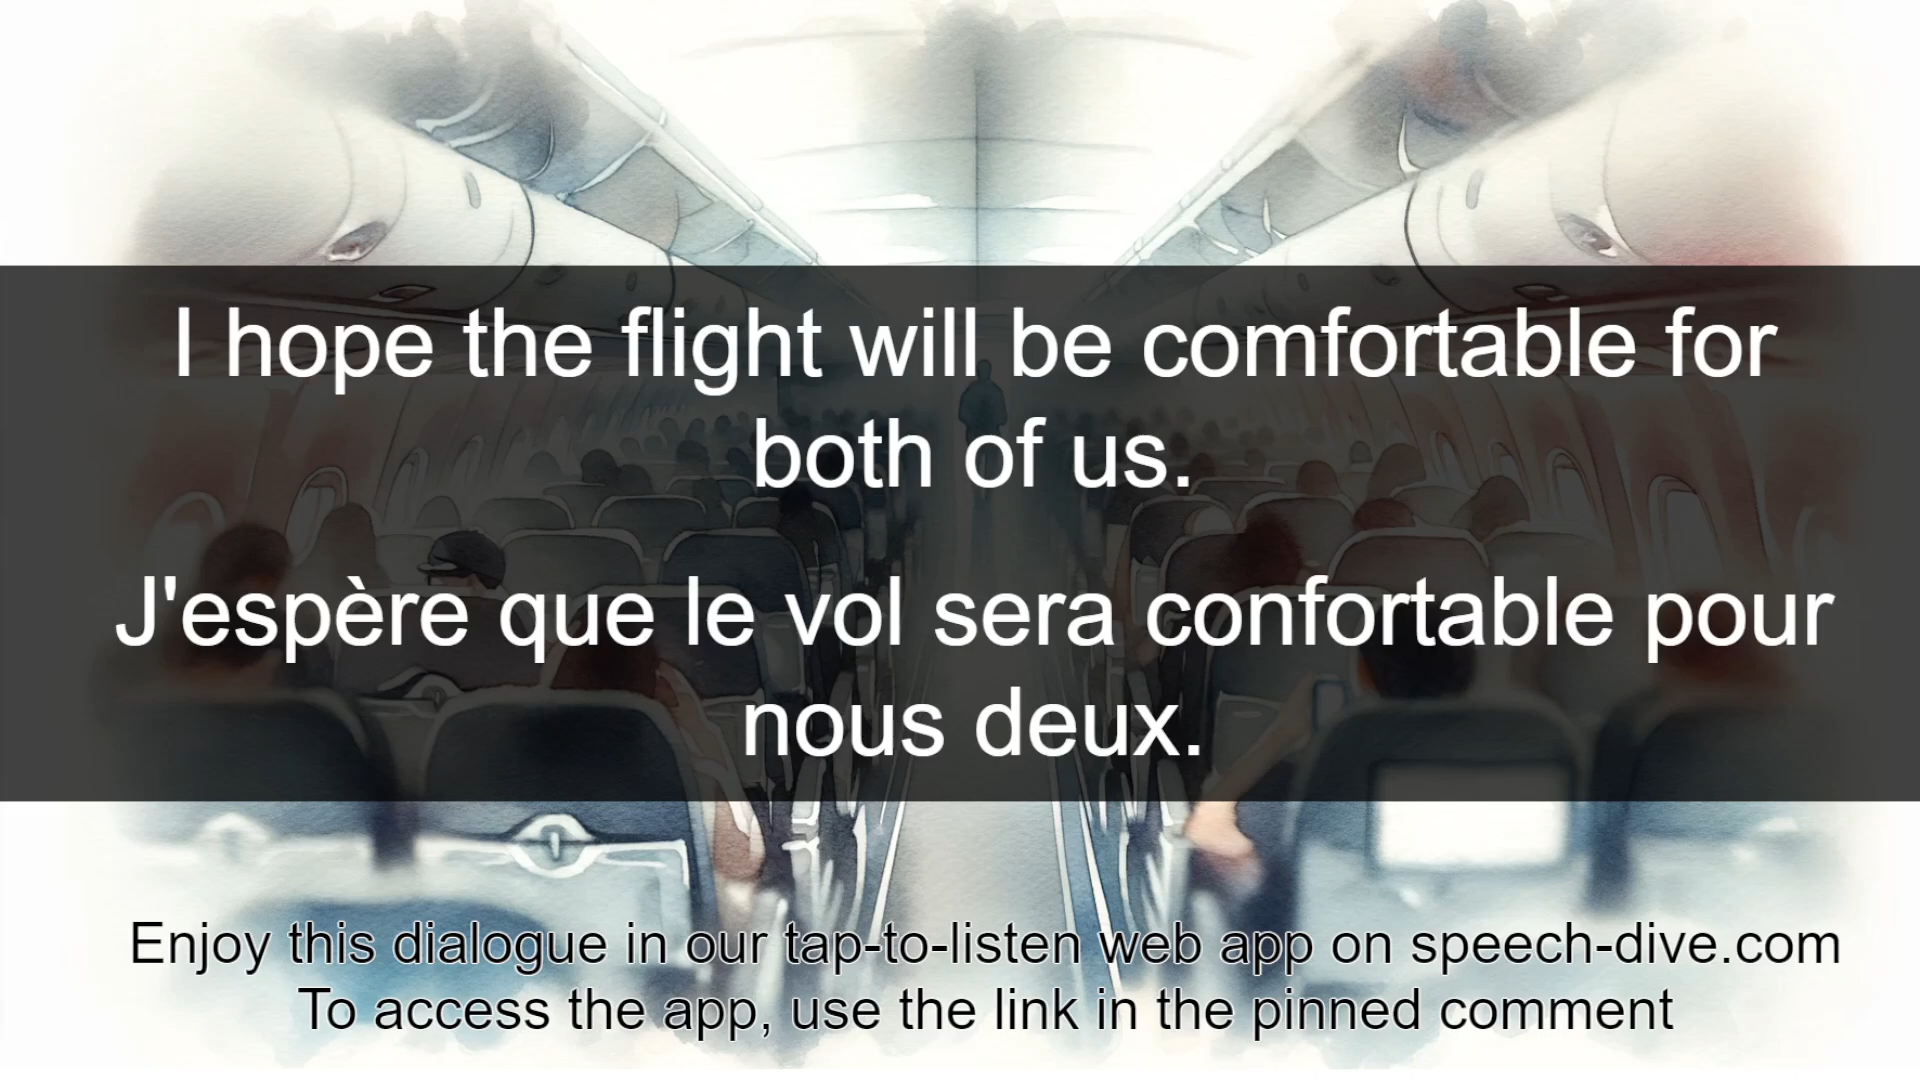 I hope the flight will be comfortable for
both of us.
J'espère que le vol sera confortable pour
nous deux.
Enjoy this dialogue in our tap-to-listen web app on speech-dive.com
To access the app, use the link in the pinned comment